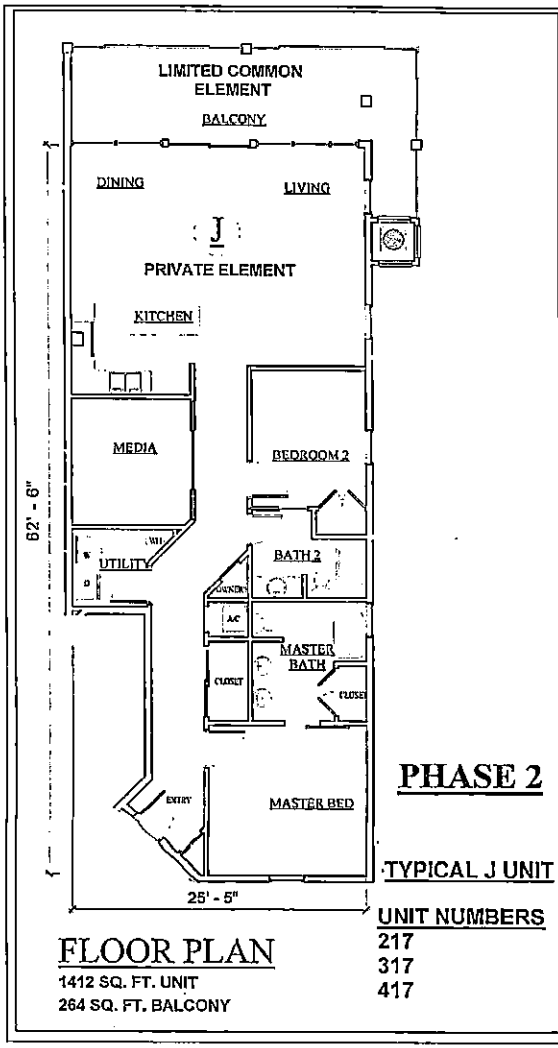 LIMITED COMMON
ELEMENT
BALCONY
DINING
LIVING
J
PRIVATE ELEMENT
KITCHEN
MEDIA
BEDROOM 2
62' - 6"
WH
UTILITY
W
D
BATH 2
OWNER
A/C
MASTER
BATH
CLOSET
CLOSET
ENTRY
MASTER BED
PHASE 2
TYPICAL J UNIT
25' - 5"
UNIT NUMBERS
217
317
417
FLOOR PLAN
1412 SQ. FT. UNIT
264 SQ. FT. BALCONY